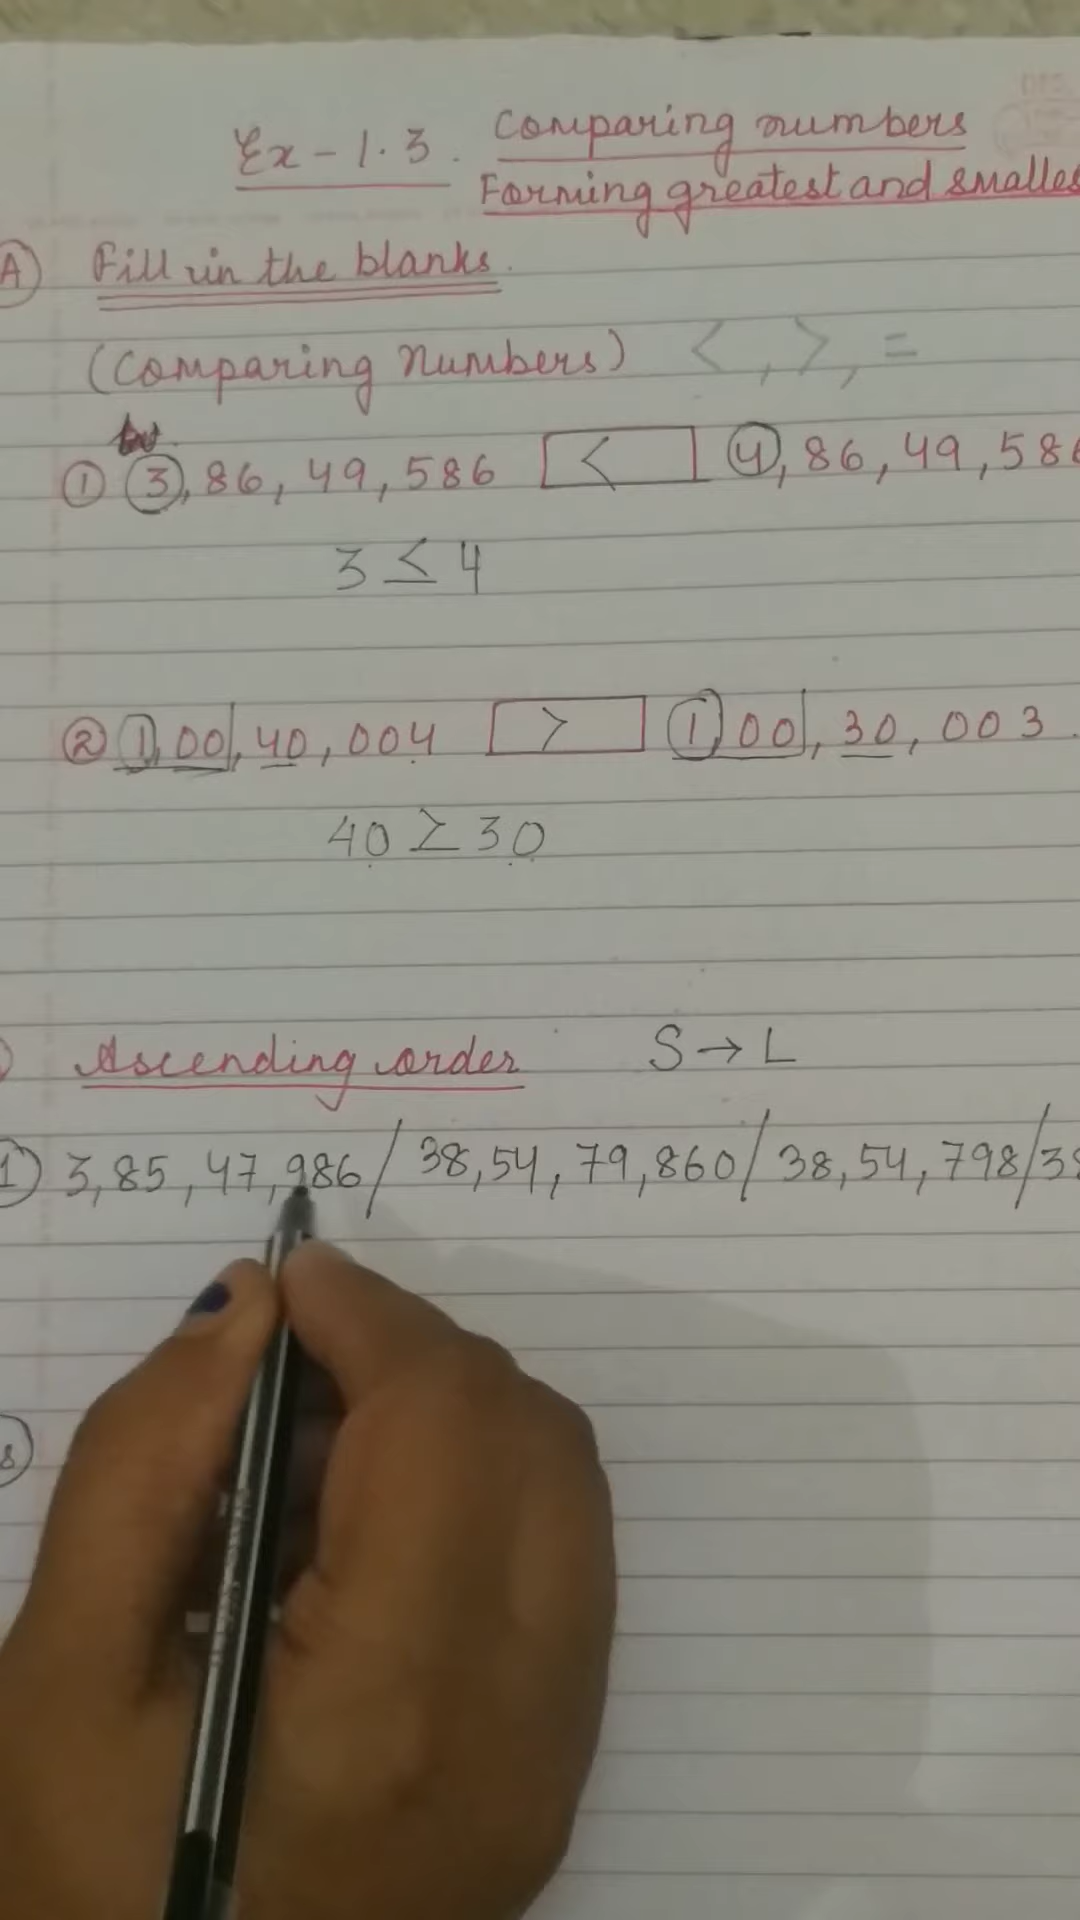 Ex - 1.3. Comparing numbers
Forming greatest and smalles
A) Fill in the blanks.
(Comparing Numbers) < , > , =
① 3,86,49,586 < 4,86,49,586
3 < 4
② 1,00,40,004 > 1,00,30,003.
40 > 30
Ascending order S → L
1) 3,85,47,986 / 38,54,79,860 / 38,54,798 / 38